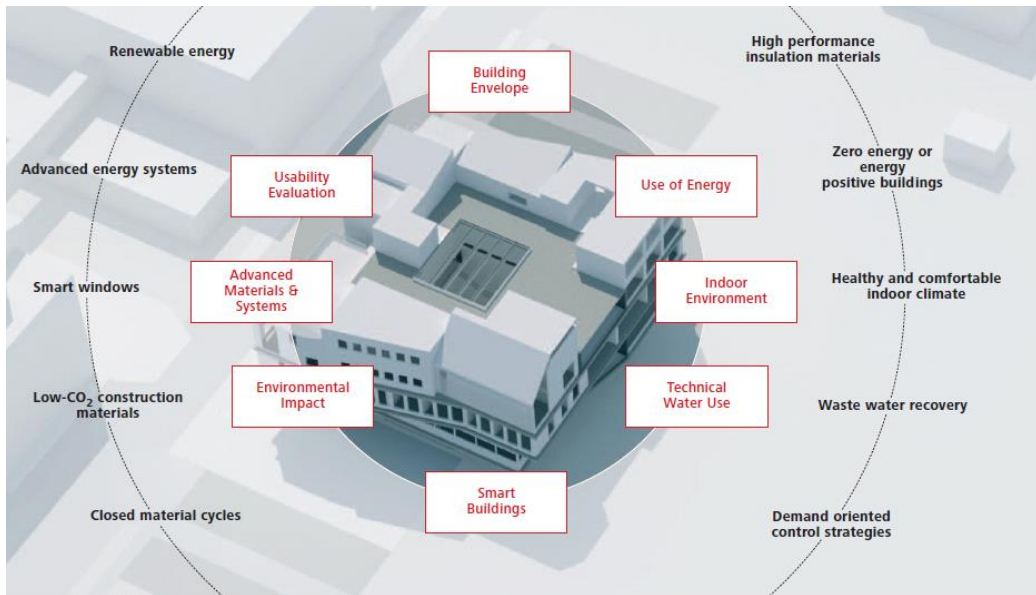 Renewable energy
High performance
insulation materials
Building
Envelope
Advanced energy systems
Usability
Evaluation
Use of Energy
Zero energy or
energy
positive buildings
Smart windows
Advanced
Materials &
Systems
Indoor
Environment
Healthy and comfortable
indoor climate
Low-CO₂ construction
materials
Environmental
Impact
Technical
Water Use
Waste water recovery
Closed material cycles
Smart
Buildings
Demand oriented
control strategies